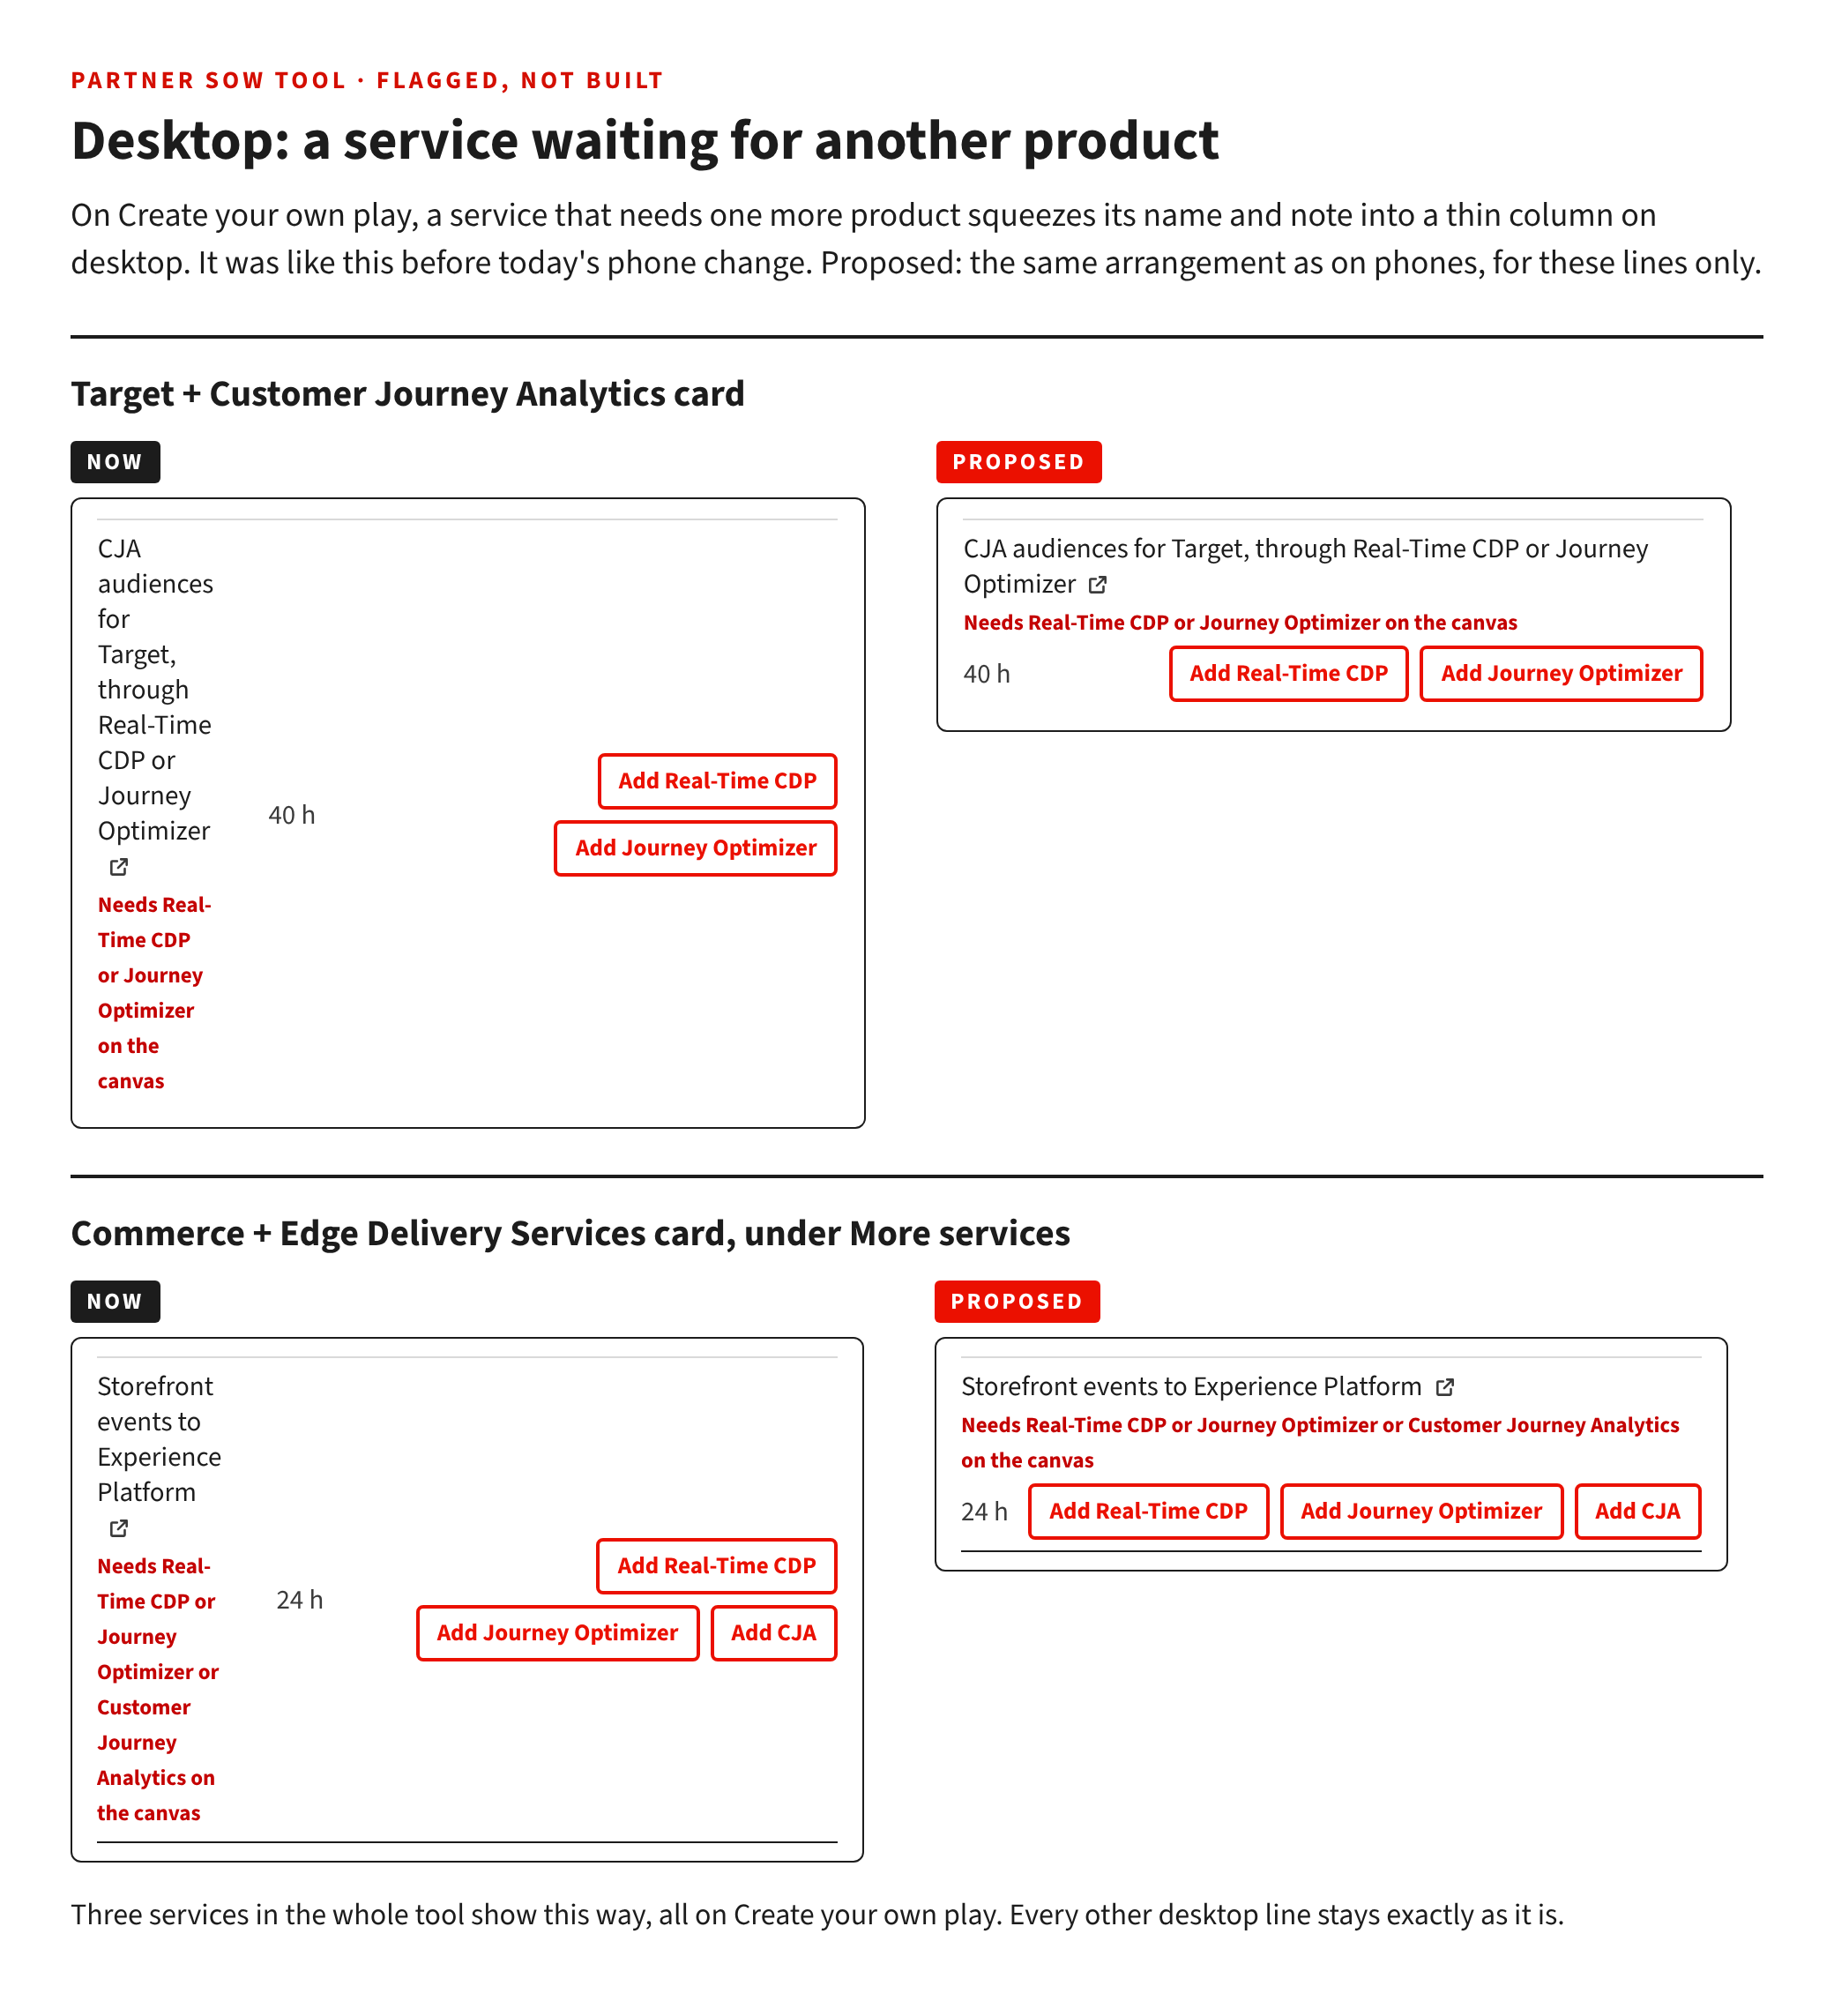 PARTNER SOW TOOL · FLAGGED, NOT BUILT
Desktop: a service waiting for another product
On Create your own play, a service that needs one more product squeezes its name and note into a thin column on
desktop. It was like this before today's phone change. Proposed: the same arrangement as on phones, for these lines only.
Target + Customer Journey Analytics card
NOW
CJA
audiences
for
Target,
through
Real-Time
CDP or
Journey
Optimizer
Needs Real-
Time CDP
or Journey
Optimizer
on the
canvas
40 h
Add Real-Time CDP
Add Journey Optimizer
PROPOSED
CJA audiences for Target, through Real-Time CDP or Journey
Optimizer
Needs Real-Time CDP or Journey Optimizer on the canvas
40 h
Add Real-Time CDP
Add Journey Optimizer
Commerce + Edge Delivery Services card, under More services
NOW
Storefront
events to
Experience
Platform
Needs Real-
Time CDP or
Journey
Optimizer or
Customer
Journey
Analytics on
the canvas
24 h
Add Real-Time CDP
Add Journey Optimizer
Add CJA
PROPOSED
Storefront events to Experience Platform
Needs Real-Time CDP or Journey Optimizer or Customer Journey Analytics
on the canvas
24 h
Add Real-Time CDP
Add Journey Optimizer
Add CJA
Three services in the whole tool show this way, all on Create your own play. Every other desktop line stays exactly as it is.